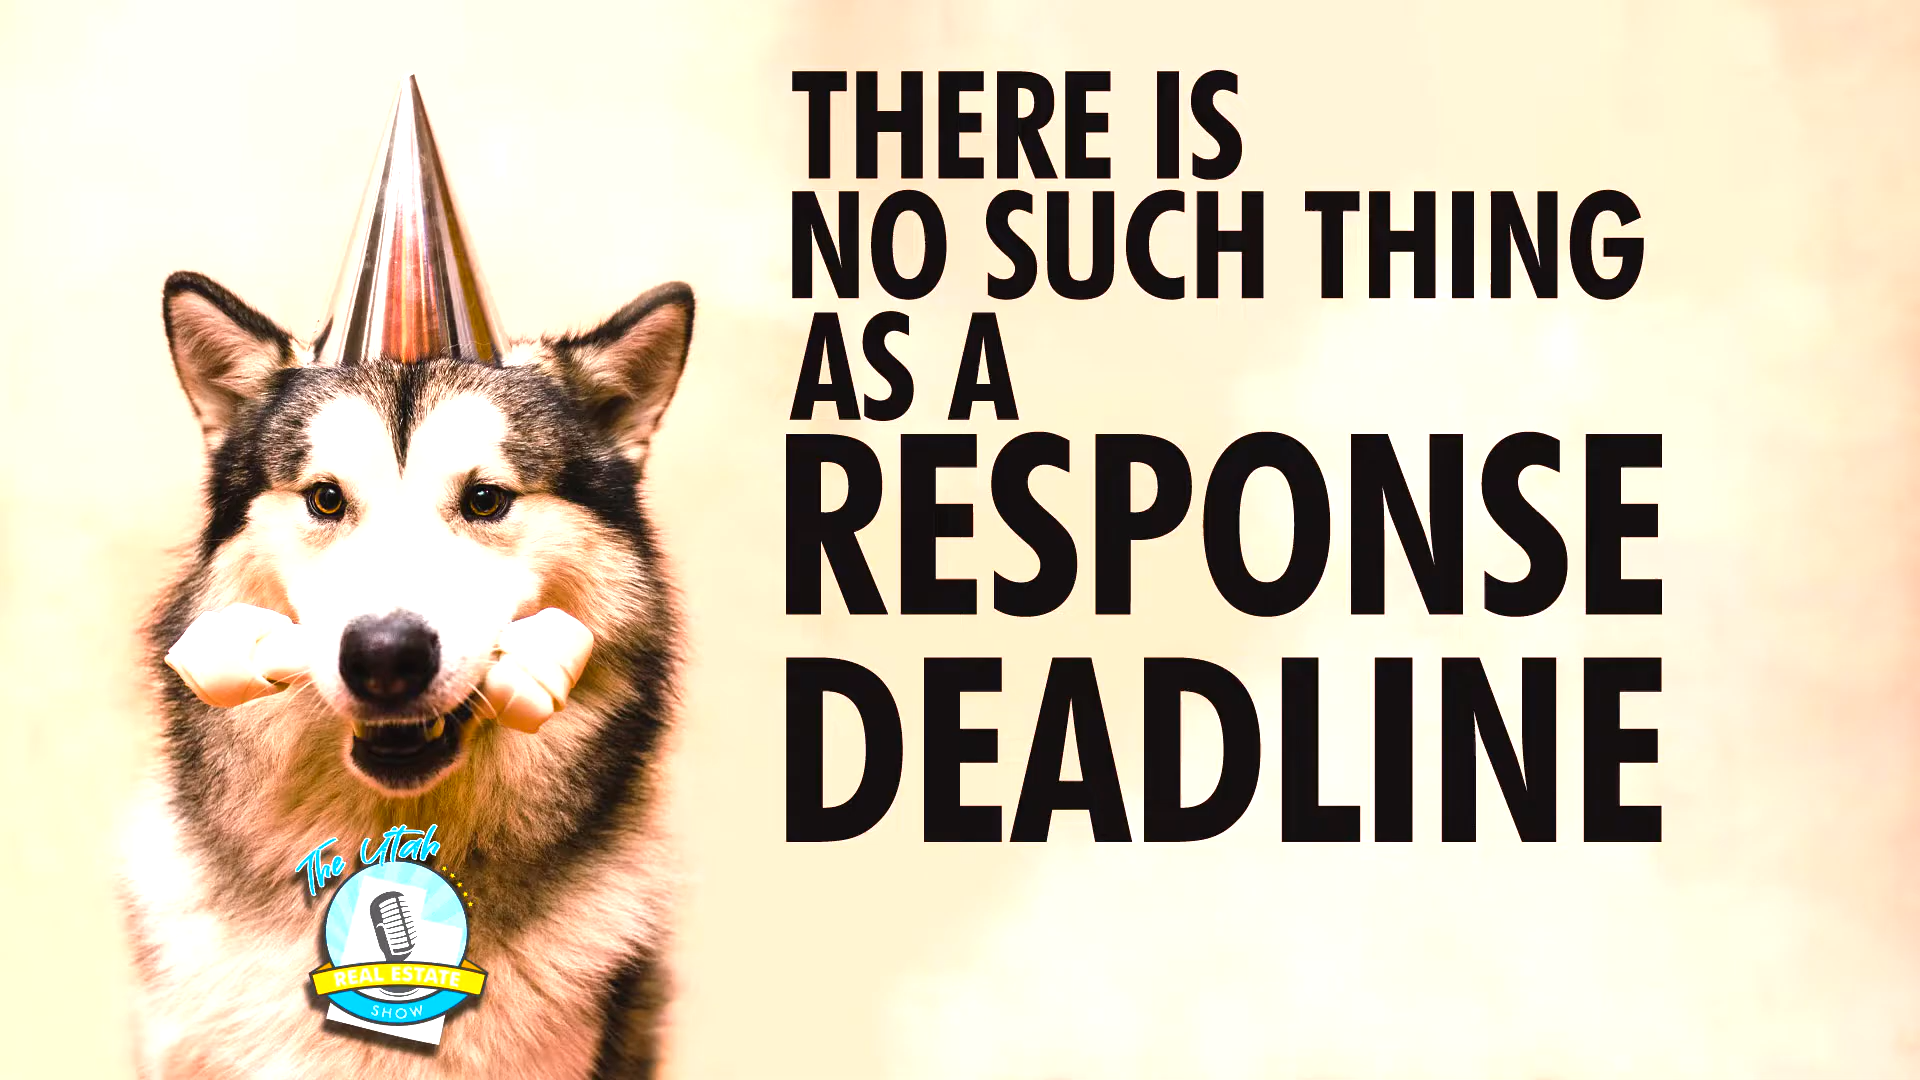 THERE IS
NO SUCH THING
AS A
RESPONSE
DEADLINE
The Utah
REAL ESTATE
SHOW